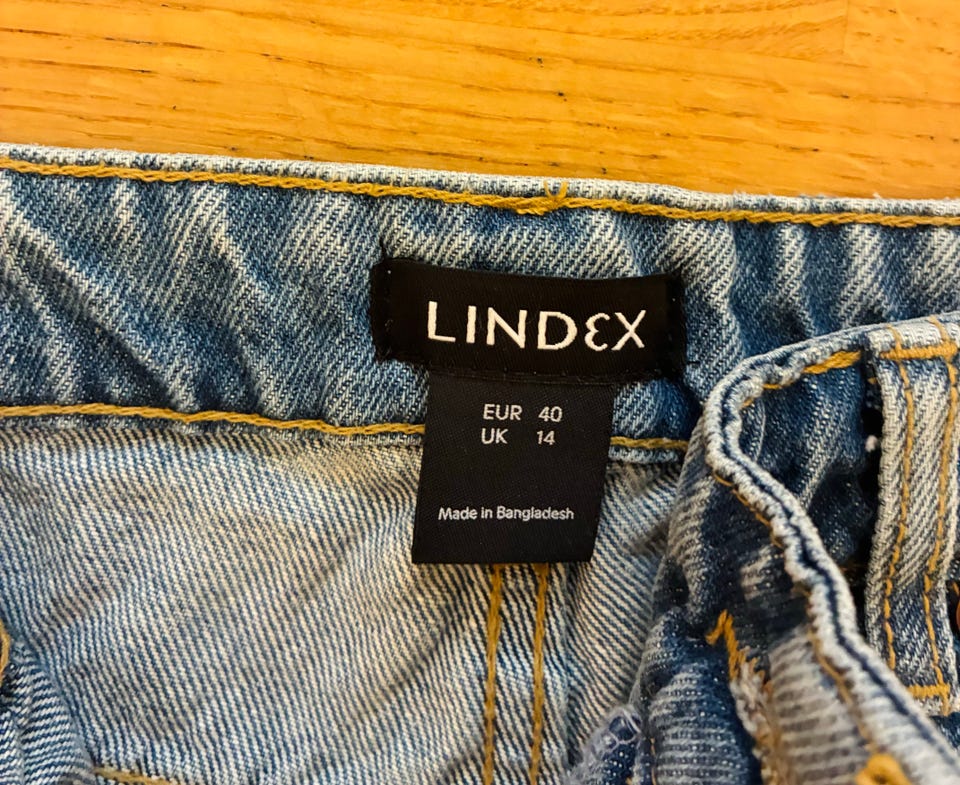 LINDEX
EUR 40
UK 14
Made in Bangladesh